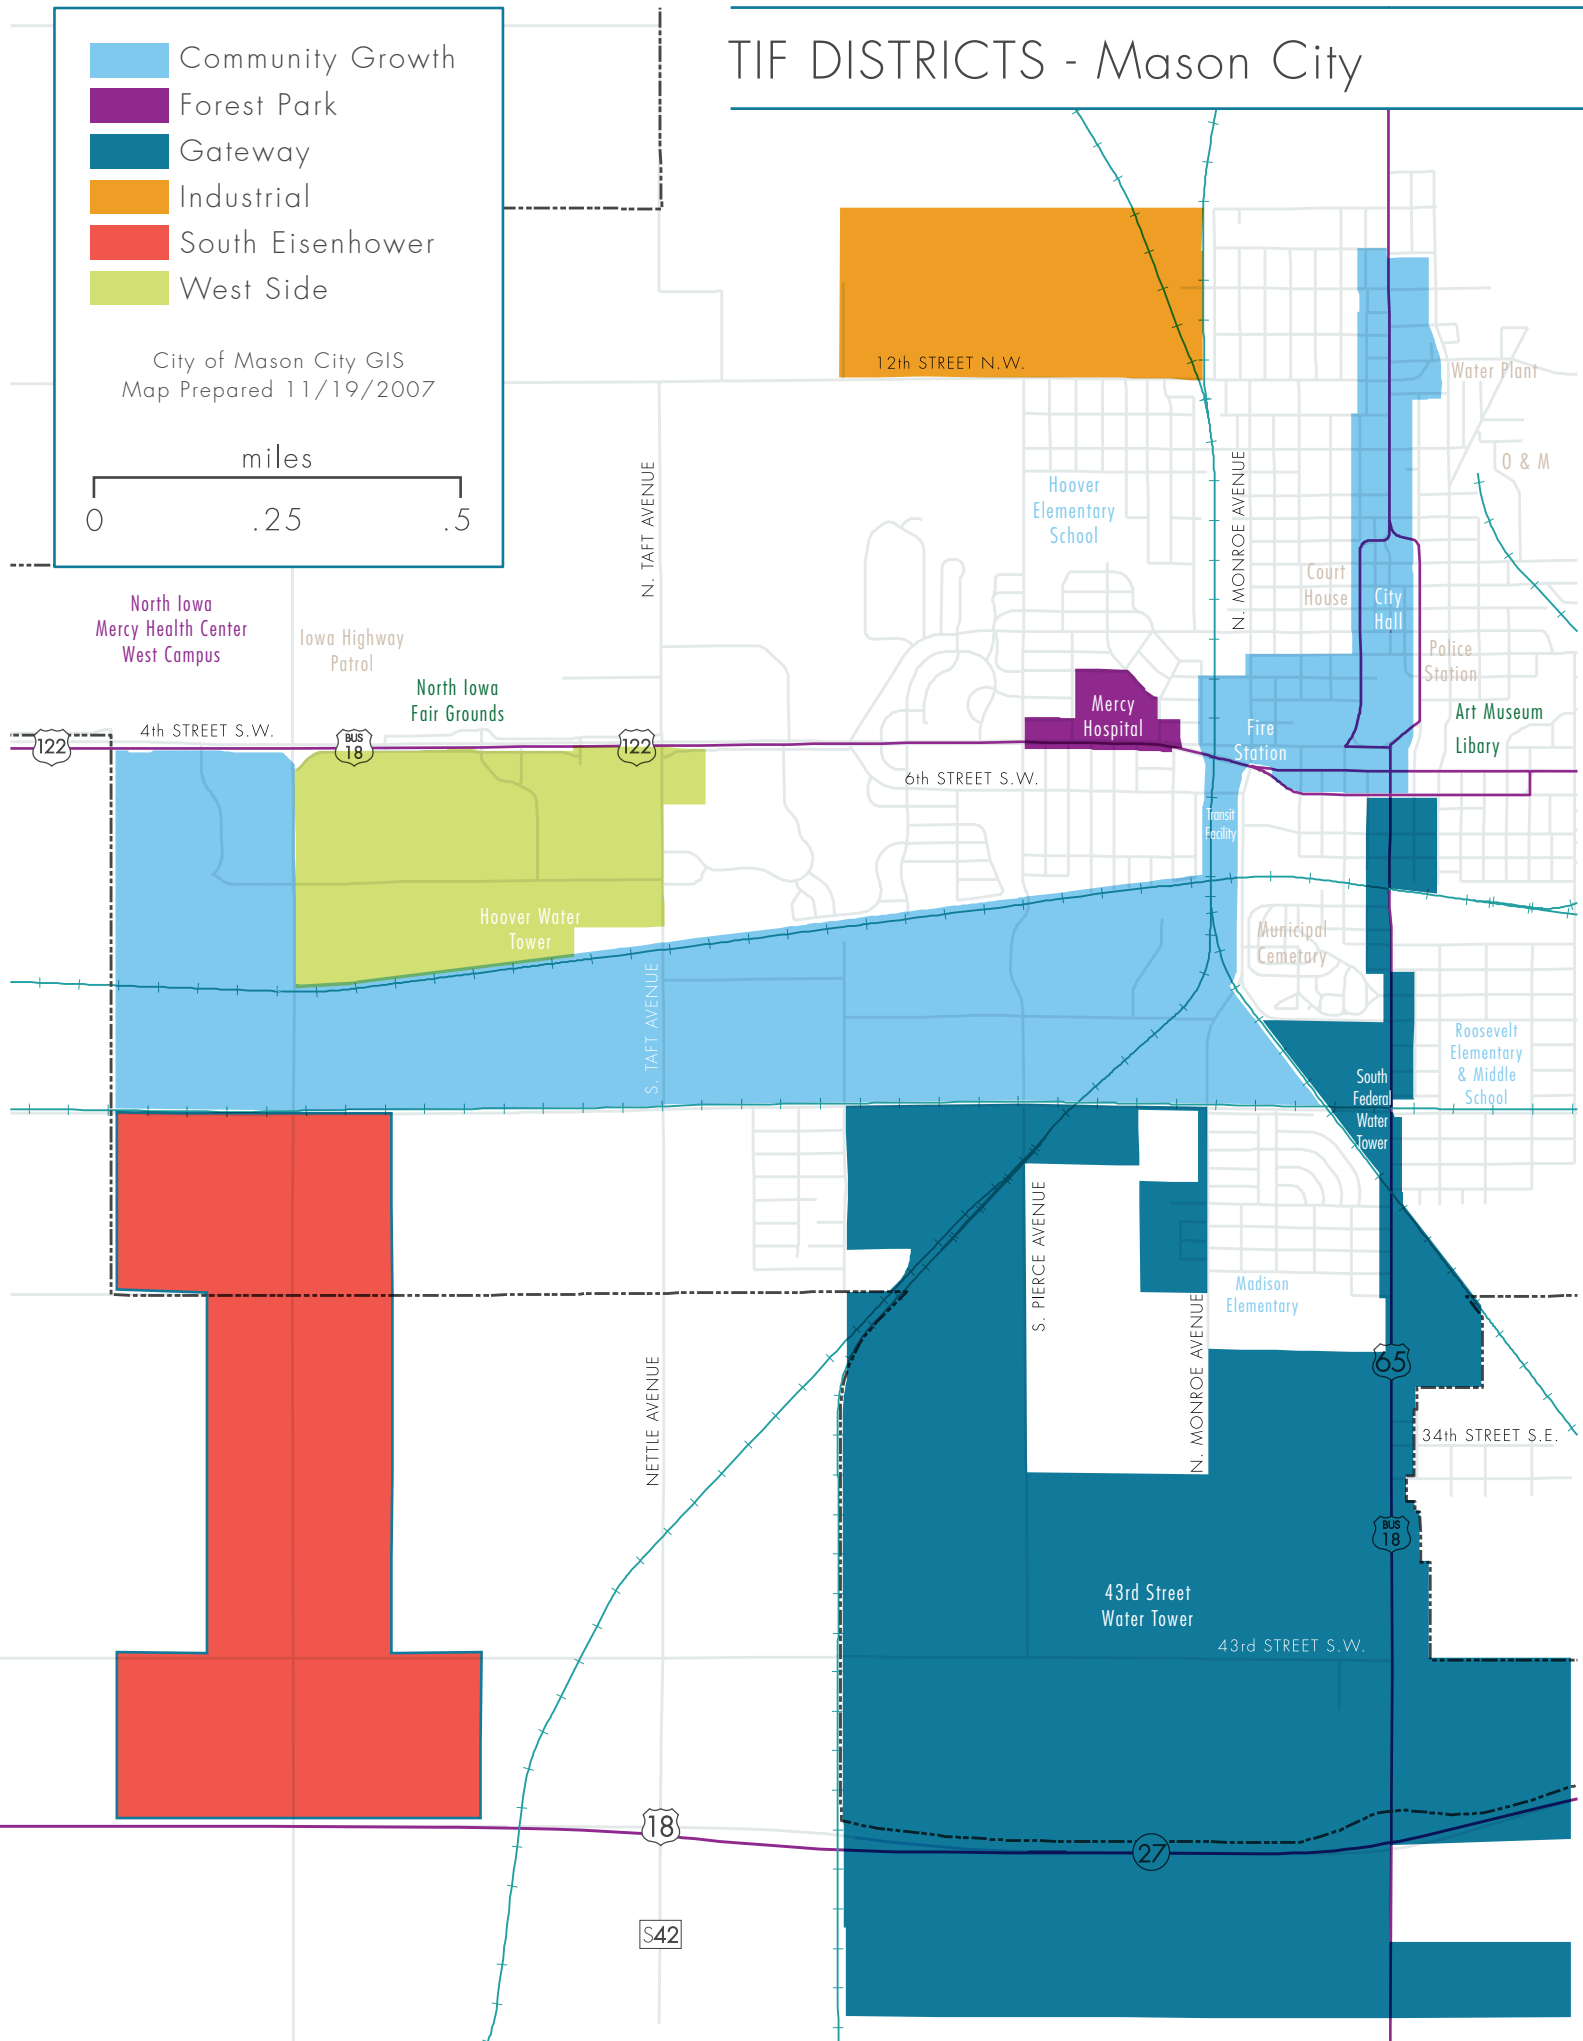 TIF DISTRICTS - Mason City
Community Growth
Forest Park
Gateway
Industrial
South Eisenhower
West Side
City of Mason City GIS
Map Prepared 11/19/2007
miles
0 .25 .5
12th STREET N.W.
Water Plant
O & M
N. TAFT AVENUE
Hoover
Elementary
School
N. MONROE AVENUE
Court
House
City
Hall
North Iowa
Mercy Health Center
West Campus
Iowa Highway
Patrol
North Iowa
Fair Grounds
Police
Station
Mercy
Hospital
Fire
Station
Art Museum
Libary
4th STREET S.W.
122
BUS
18
122
6th STREET S.W.
Transit
Facility
Hoover Water
Tower
Municipal
Cemetary
S. TAFT AVENUE
Roosevelt
Elementary
& Middle
School
South
Federal
Water
Tower
S. PIERCE AVENUE
Madison
Elementary
N. MONROE AVENUE
65
NETTLE AVENUE
34th STREET S.E.
BUS
18
43rd Street
Water Tower
43rd STREET S.W.
18
27
S42